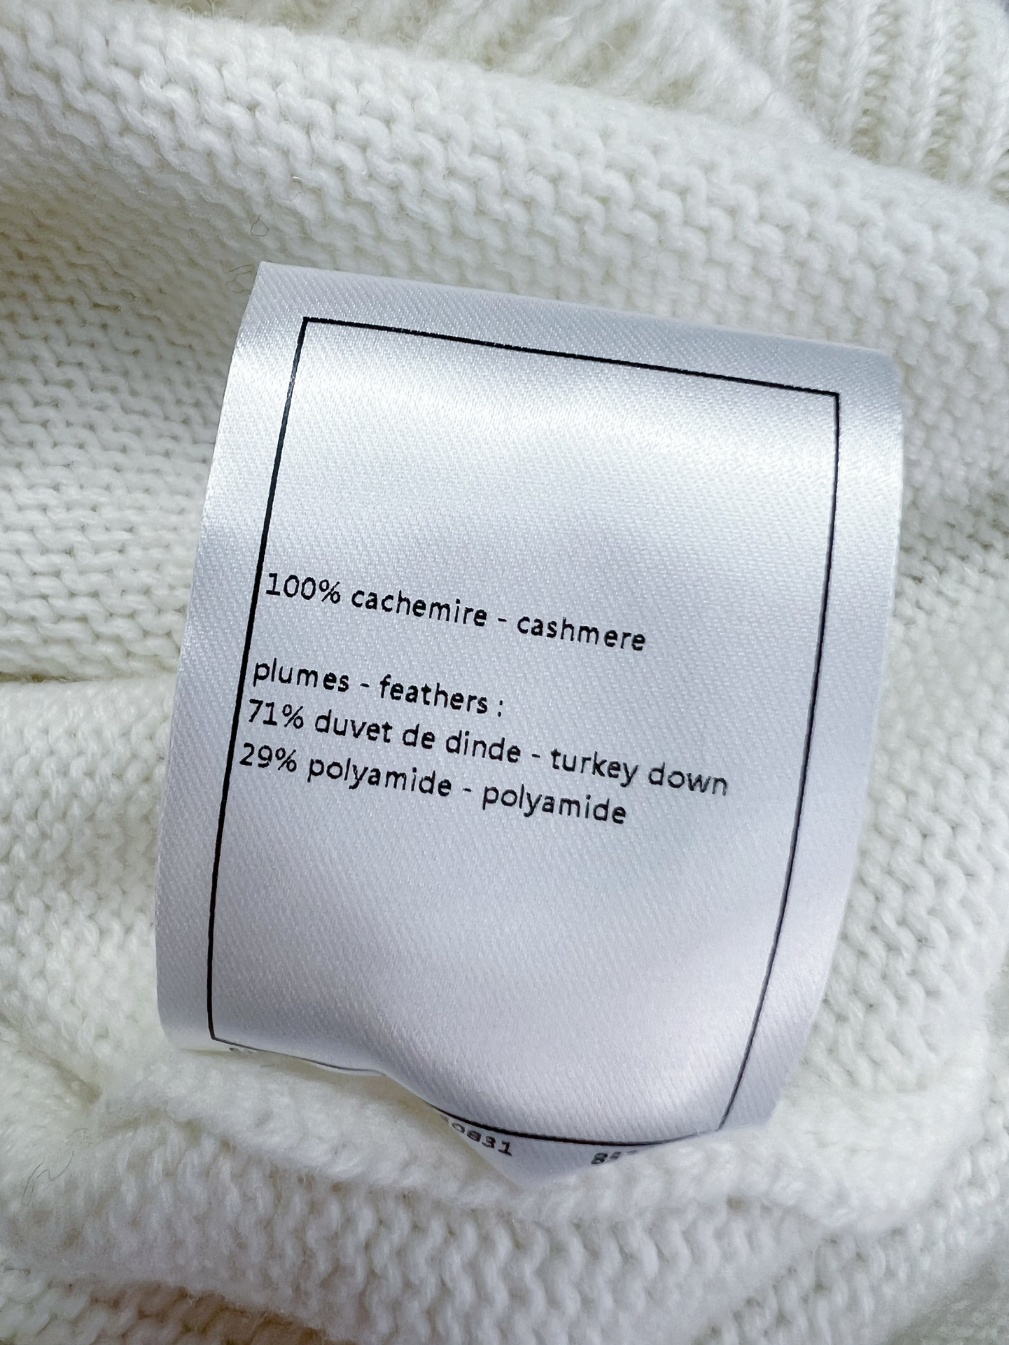 100% cachemire - cashmere
plumes - feathers :
71% duvet de dinde - turkey down
29% polyamide - polyamide